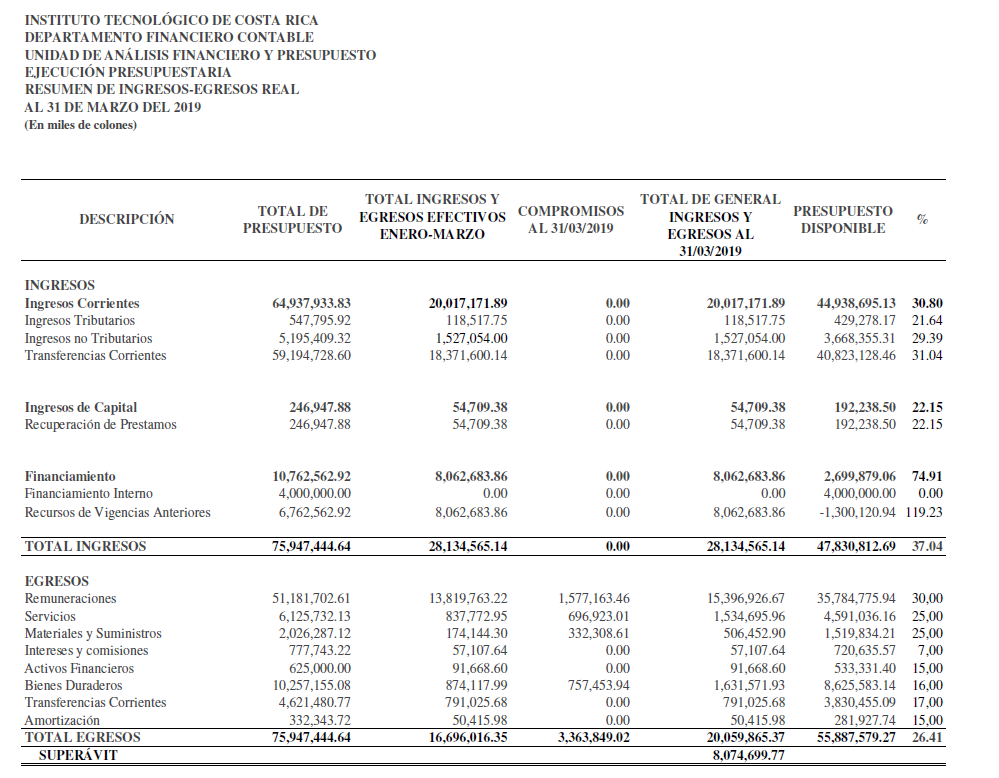 INSTITUTO TECNOLÓGICO DE COSTA RICA
DEPARTAMENTO FINANCIERO CONTABLE
UNIDAD DE ANÁLISIS FINANCIERO Y PRESUPUESTO
EJECUCIÓN PRESUPUESTARIA
RESUMEN DE INGRESOS-EGRESOS REAL
AL 31 DE MARZO DEL 2019
(En miles de colones)
DESCRIPCIÓN TOTAL DE PRESUPUESTO TOTAL INGRESOS Y EGRESOS EFECTIVOS ENERO-MARZO COMPROMISOS AL 31/03/2019 TOTAL DE GENERAL INGRESOS Y EGRESOS AL 31/03/2019 PRESUPUESTO DISPONIBLE %
INGRESOS
Ingresos Corrientes 64,937,933.83 20,017,171.89 0.00 20,017,171.89 44,938,695.13 30.80
Ingresos Tributarios 547,795.92 118,517.75 0.00 118,517.75 429,278.17 21.64
Ingresos no Tributarios 5,195,409.32 1,527,054.00 0.00 1,527,054.00 3,668,355.31 29.39
Transferencias Corrientes 59,194,728.60 18,371,600.14 0.00 18,371,600.14 40,823,128.46 31.04
Ingresos de Capital 246,947.88 54,709.38 0.00 54,709.38 192,238.50 22.15
Recuperación de Prestamos 246,947.88 54,709.38 0.00 54,709.38 192,238.50 22.15
Financiamiento 10,762,562.92 8,062,683.86 0.00 8,062,683.86 2,699,879.06 74.91
Financiamiento Interno 4,000,000.00 0.00 0.00 0.00 4,000,000.00 0.00
Recursos de Vigencias Anteriores 6,762,562.92 8,062,683.86 0.00 8,062,683.86 -1,300,120.94 119.23
TOTAL INGRESOS 75,947,444.64 28,134,565.14 0.00 28,134,565.14 47,830,812.69 37.04
EGRESOS
Remuneraciones 51,181,702.61 13,819,763.22 1,577,163.46 15,396,926.67 35,784,775.94 30,00
Servicios 6,125,732.13 837,772.95 696,923.01 1,534,695.96 4,591,036.16 25,00
Materiales y Suministros 2,026,287.12 174,144.30 332,308.61 506,452.90 1,519,834.21 25,00
Intereses y comisiones 777,743.22 57,107.64 0.00 57,107.64 720,635.57 7,00
Activos Financieros 625,000.00 91,668.60 0.00 91,668.60 533,331.40 15,00
Bienes Duraderos 10,257,155.08 874,117.99 757,453.94 1,631,571.93 8,625,583.14 16,00
Transferencias Corrientes 4,621,480.77 791,025.68 0.00 791,025.68 3,830,455.09 17,00
Amortización 332,343.72 50,415.98 0.00 50,415.98 281,927.74 15,00
TOTAL EGRESOS 75,947,444.64 16,696,016.35 3,363,849.02 20,059,865.37 55,887,579.27 26.41
SUPERÁVIT 8,074,699.77